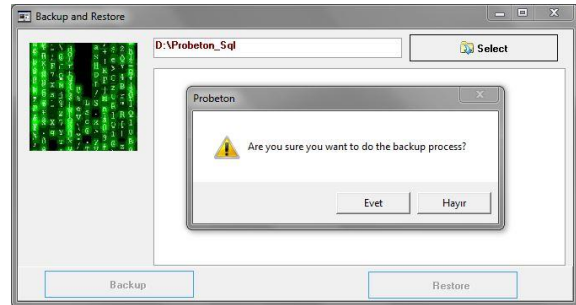 Backup and Restore
D:\Probeton_Sql
Select
Probeton
Are you sure you want to do the backup process?
Evet
Hayır
Backup
Restore